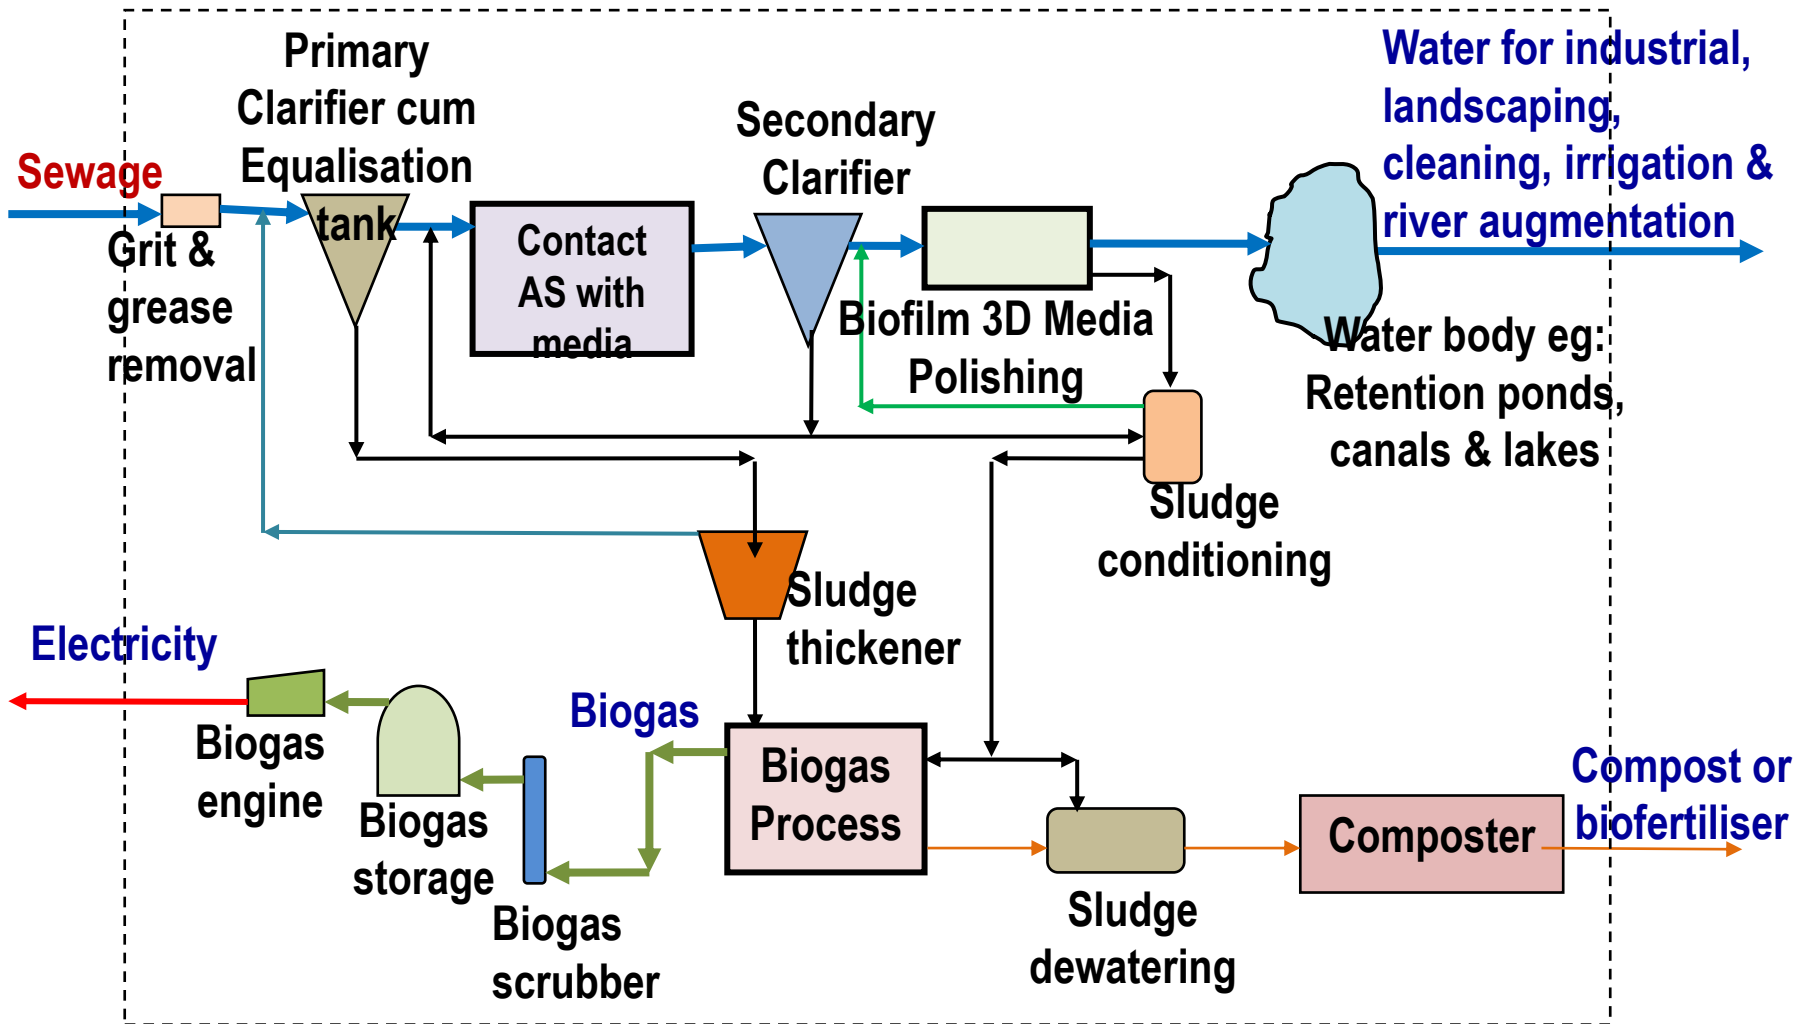 Primary
Clarifier cum
Equalisation
tank
Secondary
Clarifier
Water for industrial,
landscaping,
cleaning, irrigation &
river augmentation
Sewage
Grit &
grease
removal
Contact
AS with
media
Biofilm 3D Media
Polishing
Water body eg:
Retention ponds,
canals & lakes
Sludge
conditioning
Sludge
thickener
Electricity
Biogas
engine
Biogas
storage
Biogas
scrubber
Biogas
Biogas
Process
Sludge
dewatering
Composter
Compost or
biofertiliser